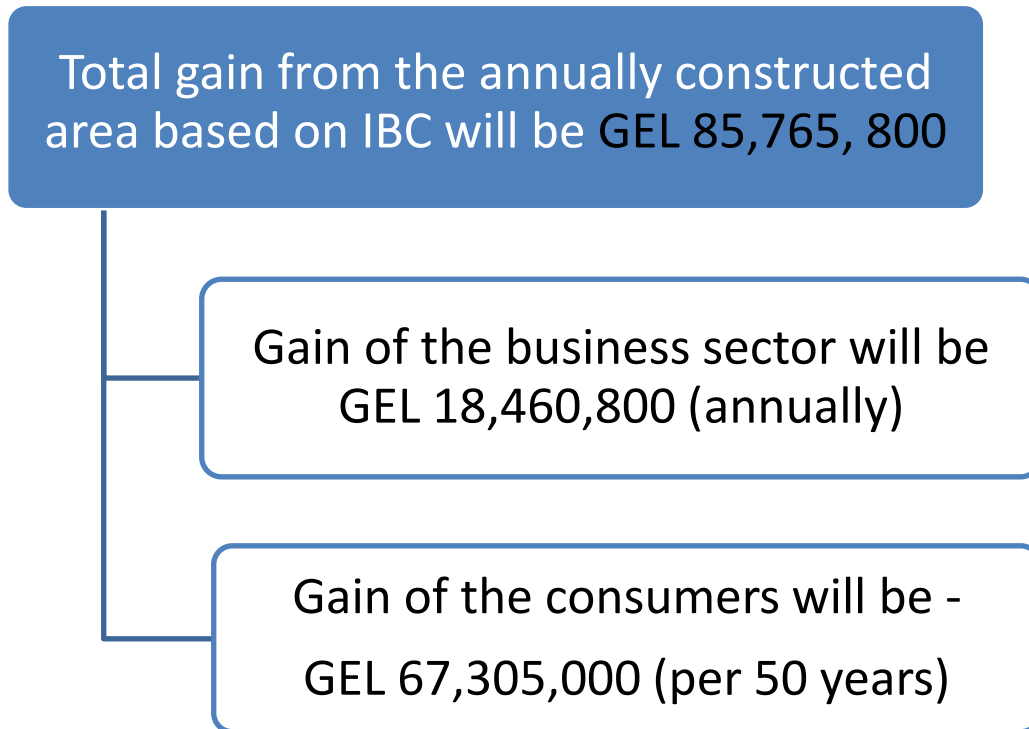 Total gain from the annually constructed
area based on IBC will be GEL 85,765, 800
Gain of the business sector will be
GEL 18,460,800 (annually)
Gain of the consumers will be -
GEL 67,305,000 (per 50 years)